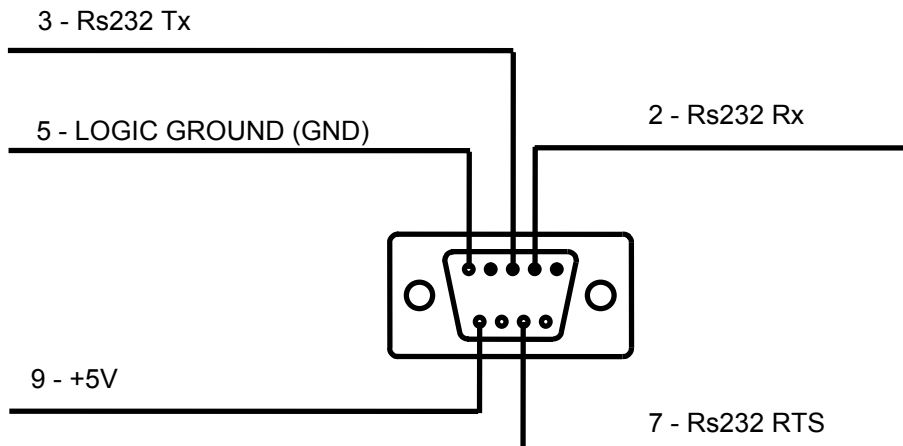 3 - Rs232 Tx
5 - LOGIC GROUND (GND)
2 - Rs232 Rx
9 - +5V
7 - Rs232 RTS